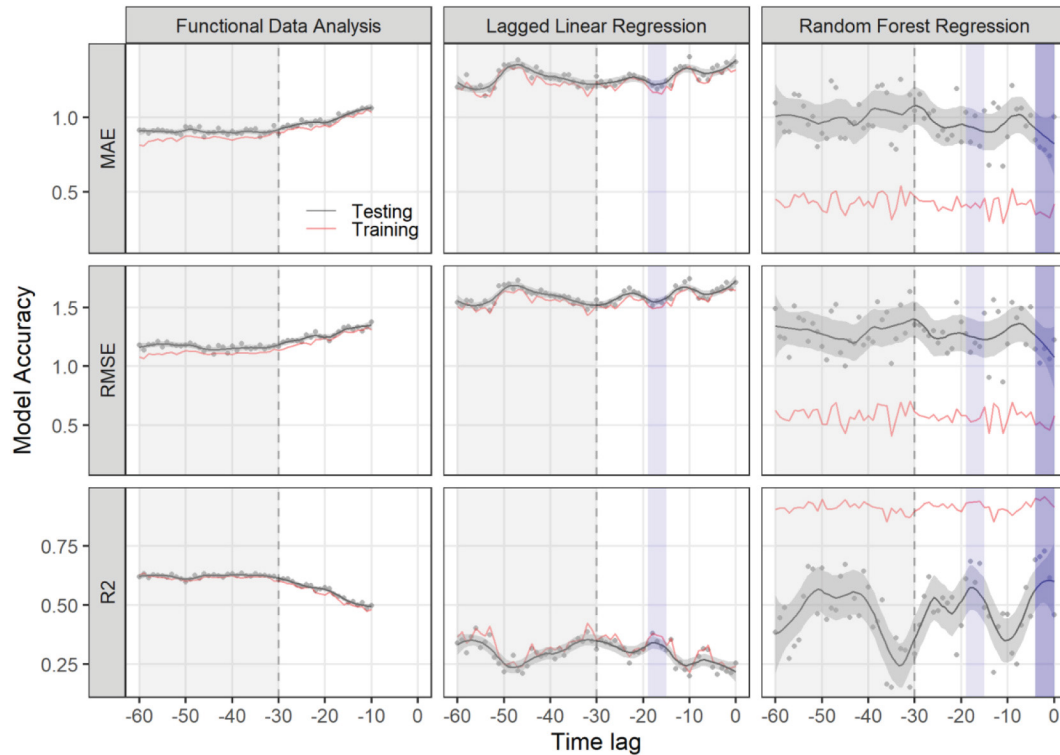 Functional Data Analysis
Lagged Linear Regression
Random Forest Regression
Model Accuracy
MAE
1.0
0.5
Testing
Training
RMSE
1.5
1.0
0.5
R2
0.75
0.50
0.25
-60 -50 -40 -30 -20 -10 0
-60 -50 -40 -30 -20 -10 0
-60 -50 -40 -30 -20 -10 0
Time lag